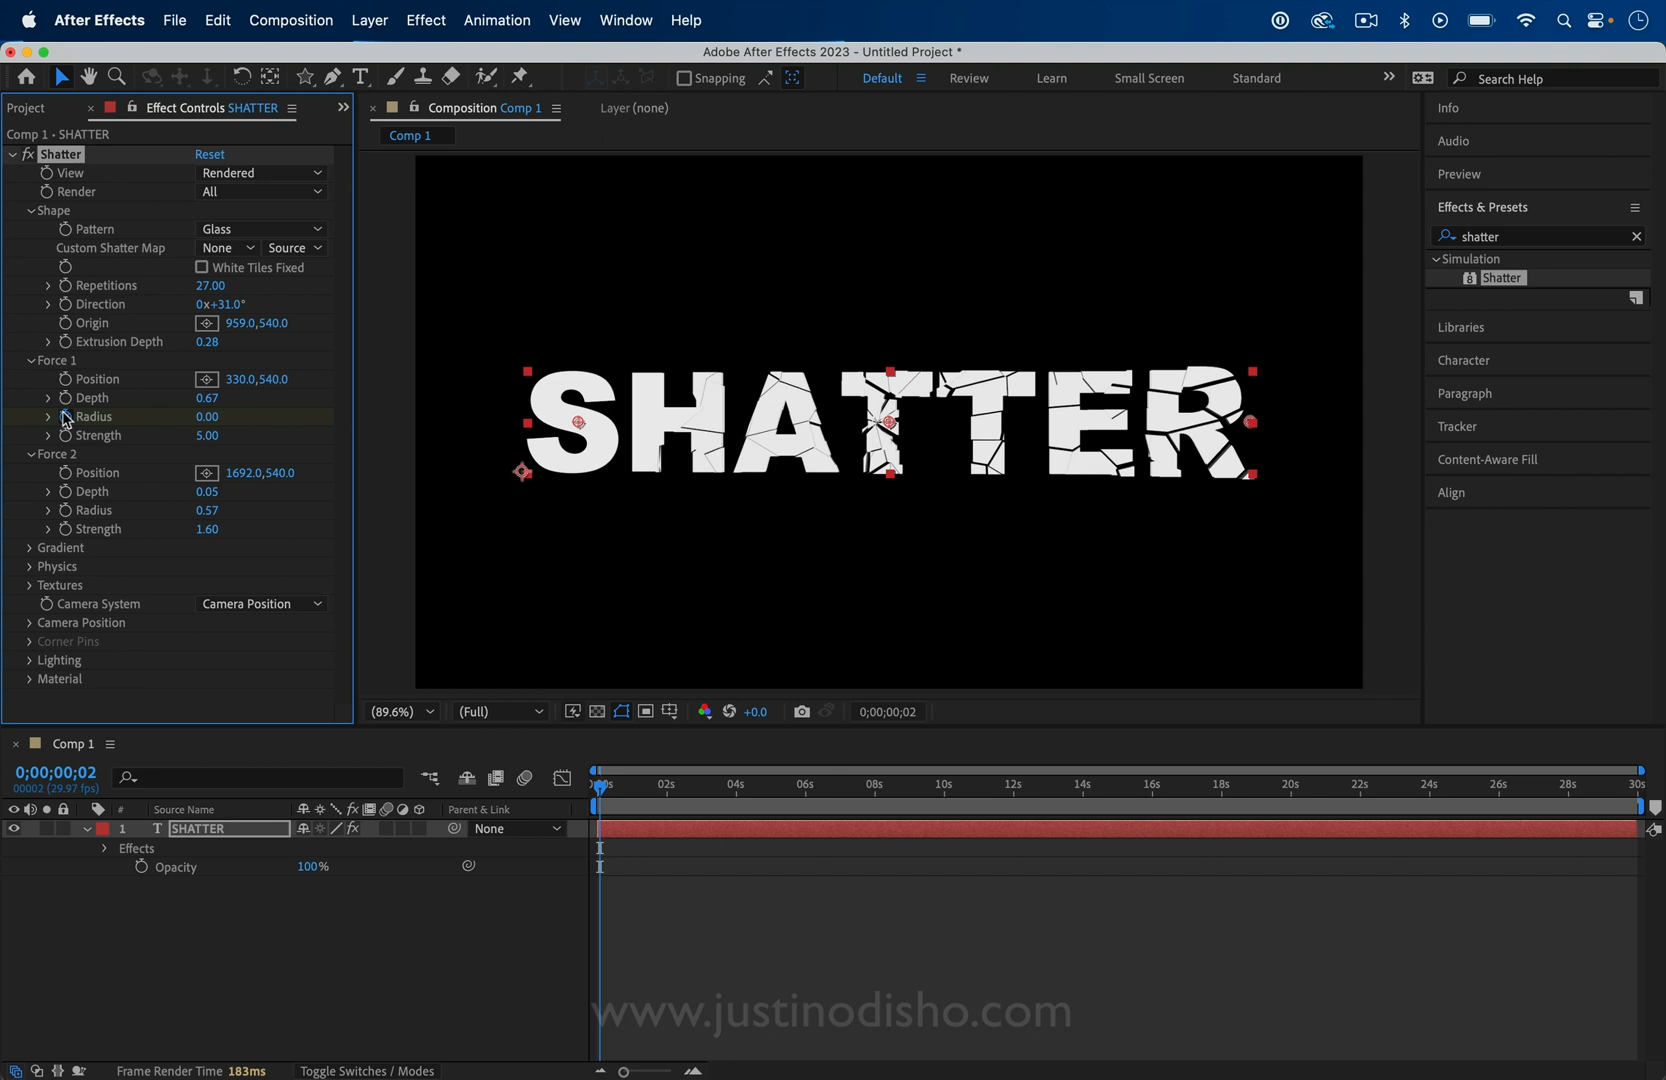 After Effects File Edit Composition Layer Effect Animation View Window Help
Adobe After Effects 2023 - Untitled Project *
Snapping Default Review Learn Small Screen Standard Search Help
Project Effect Controls SHATTER Composition Comp 1 Layer (none)
Comp 1 • SHATTER
Comp 1
fx Shatter Reset
View Rendered
Render All
Shape
Pattern Glass
Custom Shatter Map None Source
White Tiles Fixed
Repetitions 27.00
Direction 0x+31.0°
Origin 959.0,540.0
Extrusion Depth 0.28
Force 1
Position 330.0,540.0
Depth 0.67
Radius 0.00
Strength 5.00
Force 2
Position 1692.0,540.0
Depth 0.05
Radius 0.57
Strength 1.60
Gradient
Physics
Textures
Camera System Camera Position
Camera Position
Corner Pins
Lighting
Material
SHATTER
(89.6%) (Full) +0.0 0;00;00;02
Info
Audio
Preview
Effects & Presets
shatter
Simulation
8 Shatter
Libraries
Character
Paragraph
Tracker
Content-Aware Fill
Align
Comp 1
0;00;00;02
00002 (29.97 fps)
02s 04s 06s 08s 10s 12s 14s 16s 18s 20s 22s 24s 26s 28s 30s
# Source Name fx Parent & Link
1 T SHATTER fx None
Effects
Opacity 100%
www.justinodisho.com
Frame Render Time 183ms Toggle Switches / Modes